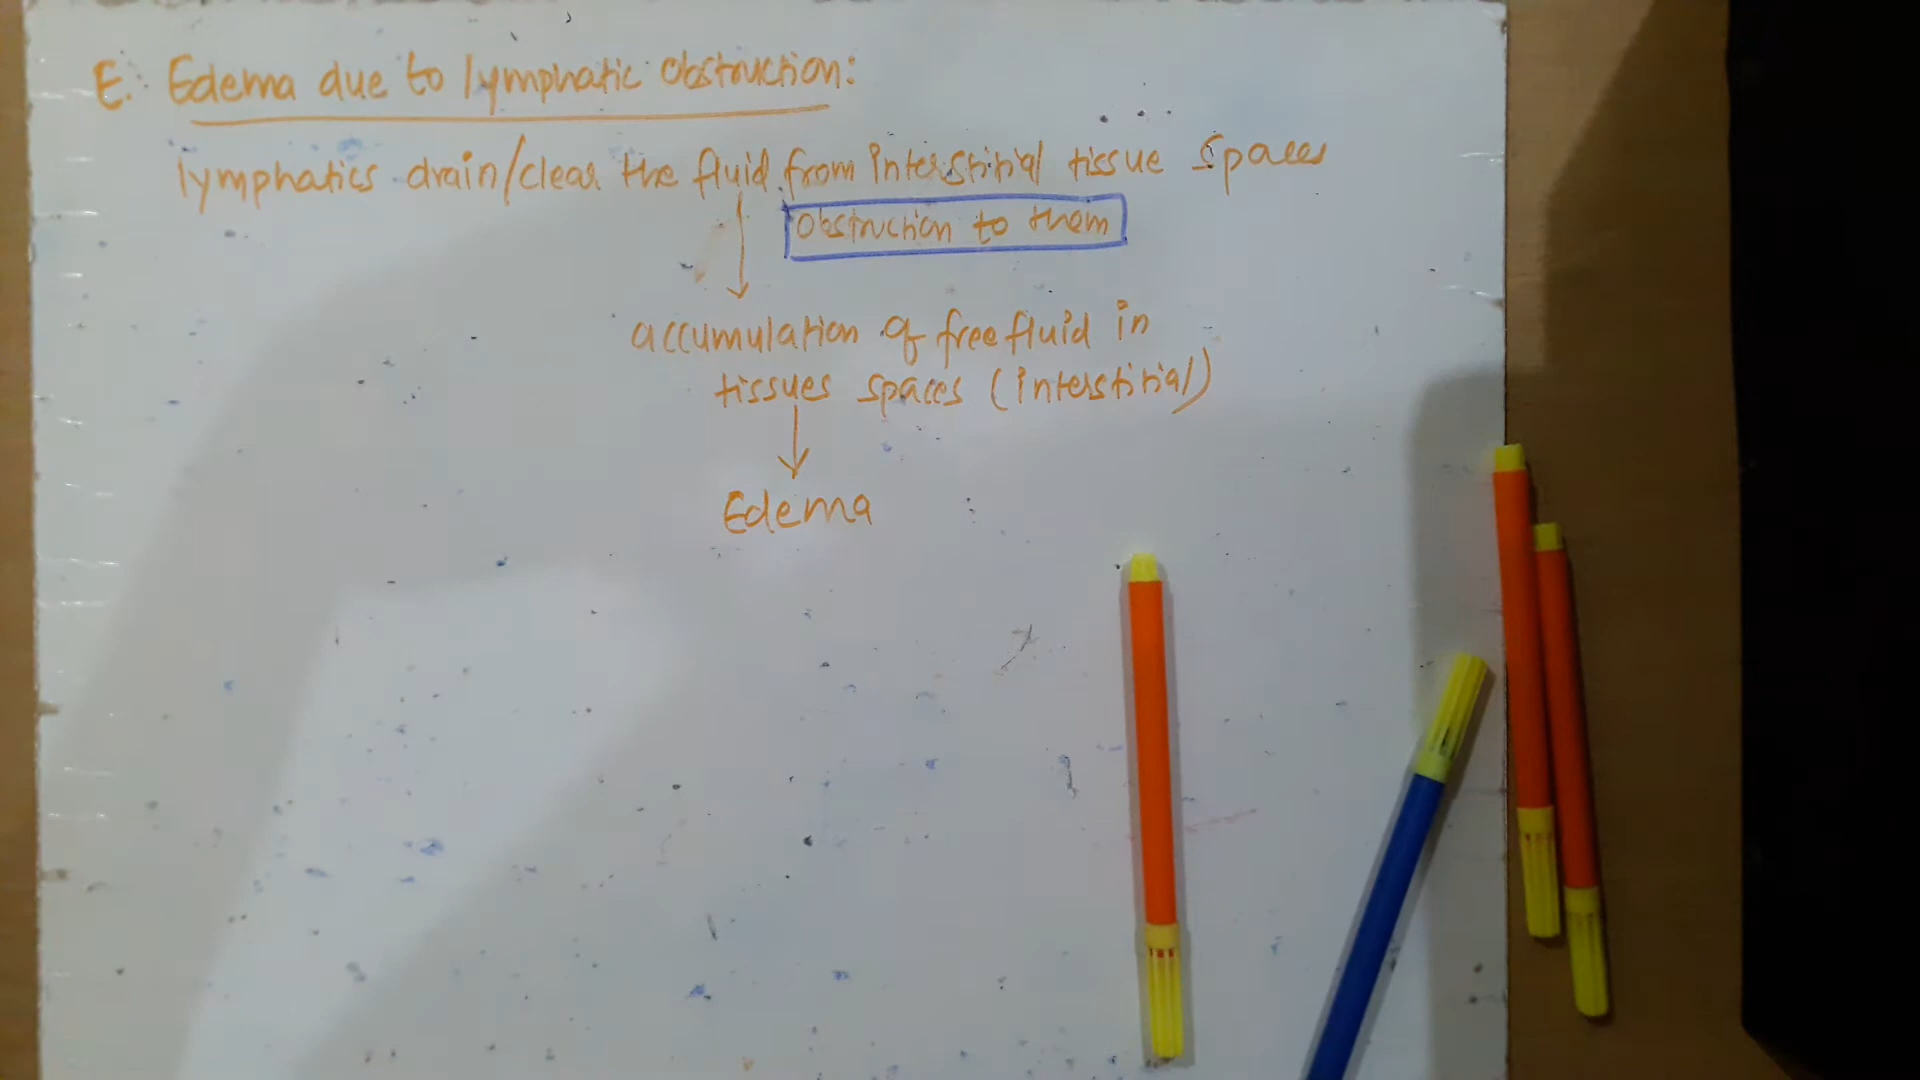 E. Edema due to lymphatic obstruction:
lymphatics drain/clear the fluid from interstitial tissue spaces
obstruction to them
accumulation of free fluid in
tissues spaces (interstitial)
Edema